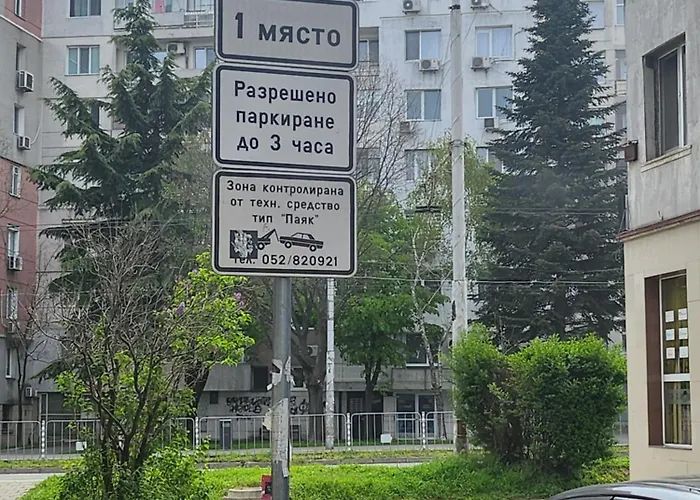 1 място
Разрешено
паркиране
до 3 часа
Зона контролирана
от техн. средство
тип "Паяк"
тел. 052/820921